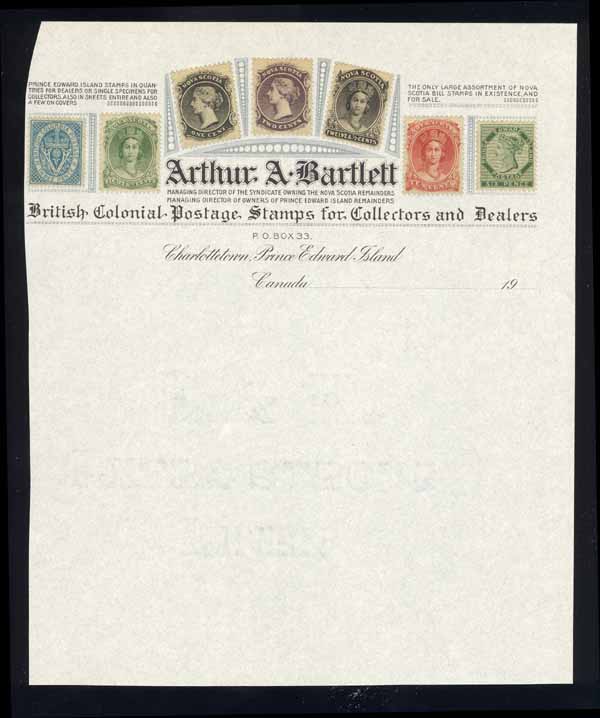 PRINCE EDWARD ISLAND STAMPS IN QUAN-
TITIES FOR DEALERS OR SINGLE SPECIMENS FOR
COLLECTORS. ALSO IN SHEETS ENTIRE AND ALSO
A FEW ON COVERS
THE ONLY LARGE ASSORTMENT OF NOVA
SCOTIA BILL STAMPS IN EXISTENCE, AND
FOR SALE.
NOVA SCOTIA
ONE CENT
NOVA SCOTIA
TWO CENTS
NOVA SCOTIA
TEN CENTS
SIX PENCE
Arthur. A. Bartlett
MANAGING DIRECTOR OF THE SYNDICATE OWNING THE NOVA SCOTIA REMAINDERS
MANAGING DIRECTOR OF OWNERS OF PRINCE EDWARD ISLAND REMAINDERS
British Colonial Postage Stamps for Collectors and Dealers
P.O. BOX 33.
Charlottetown, Prince Edward Island
Canada 19